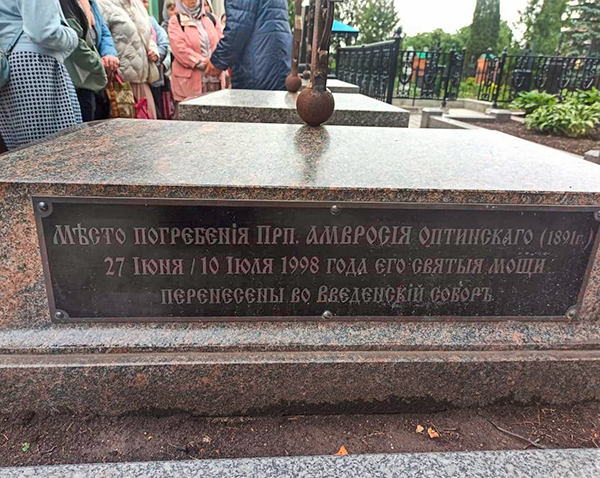 Мѣсто погребенія Прп. Амвросія Оптинскаго (1891г.)
27 Іюня / 10 Іюля 1998 года его святыя мощи
перенесены во Введенскій соборъ